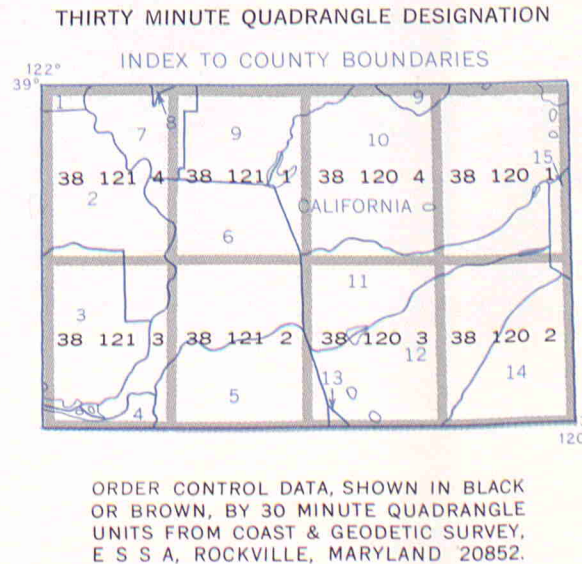 THIRTY MINUTE QUADRANGLE DESIGNATION
INDEX TO COUNTY BOUNDARIES
122°
39°
1
7
8
9
9
10
15
38 121 4
38 121 1
38 120 4
38 120 1
2
CALIFORNIA
6
3
11
38 121 3
38 121 2
38 120 3
38 120 2
12
13
14
5
3
4
120
ORDER CONTROL DATA, SHOWN IN BLACK
OR BROWN, BY 30 MINUTE QUADRANGLE
UNITS FROM COAST & GEODETIC SURVEY,
E S S A, ROCKVILLE, MARYLAND 20852.